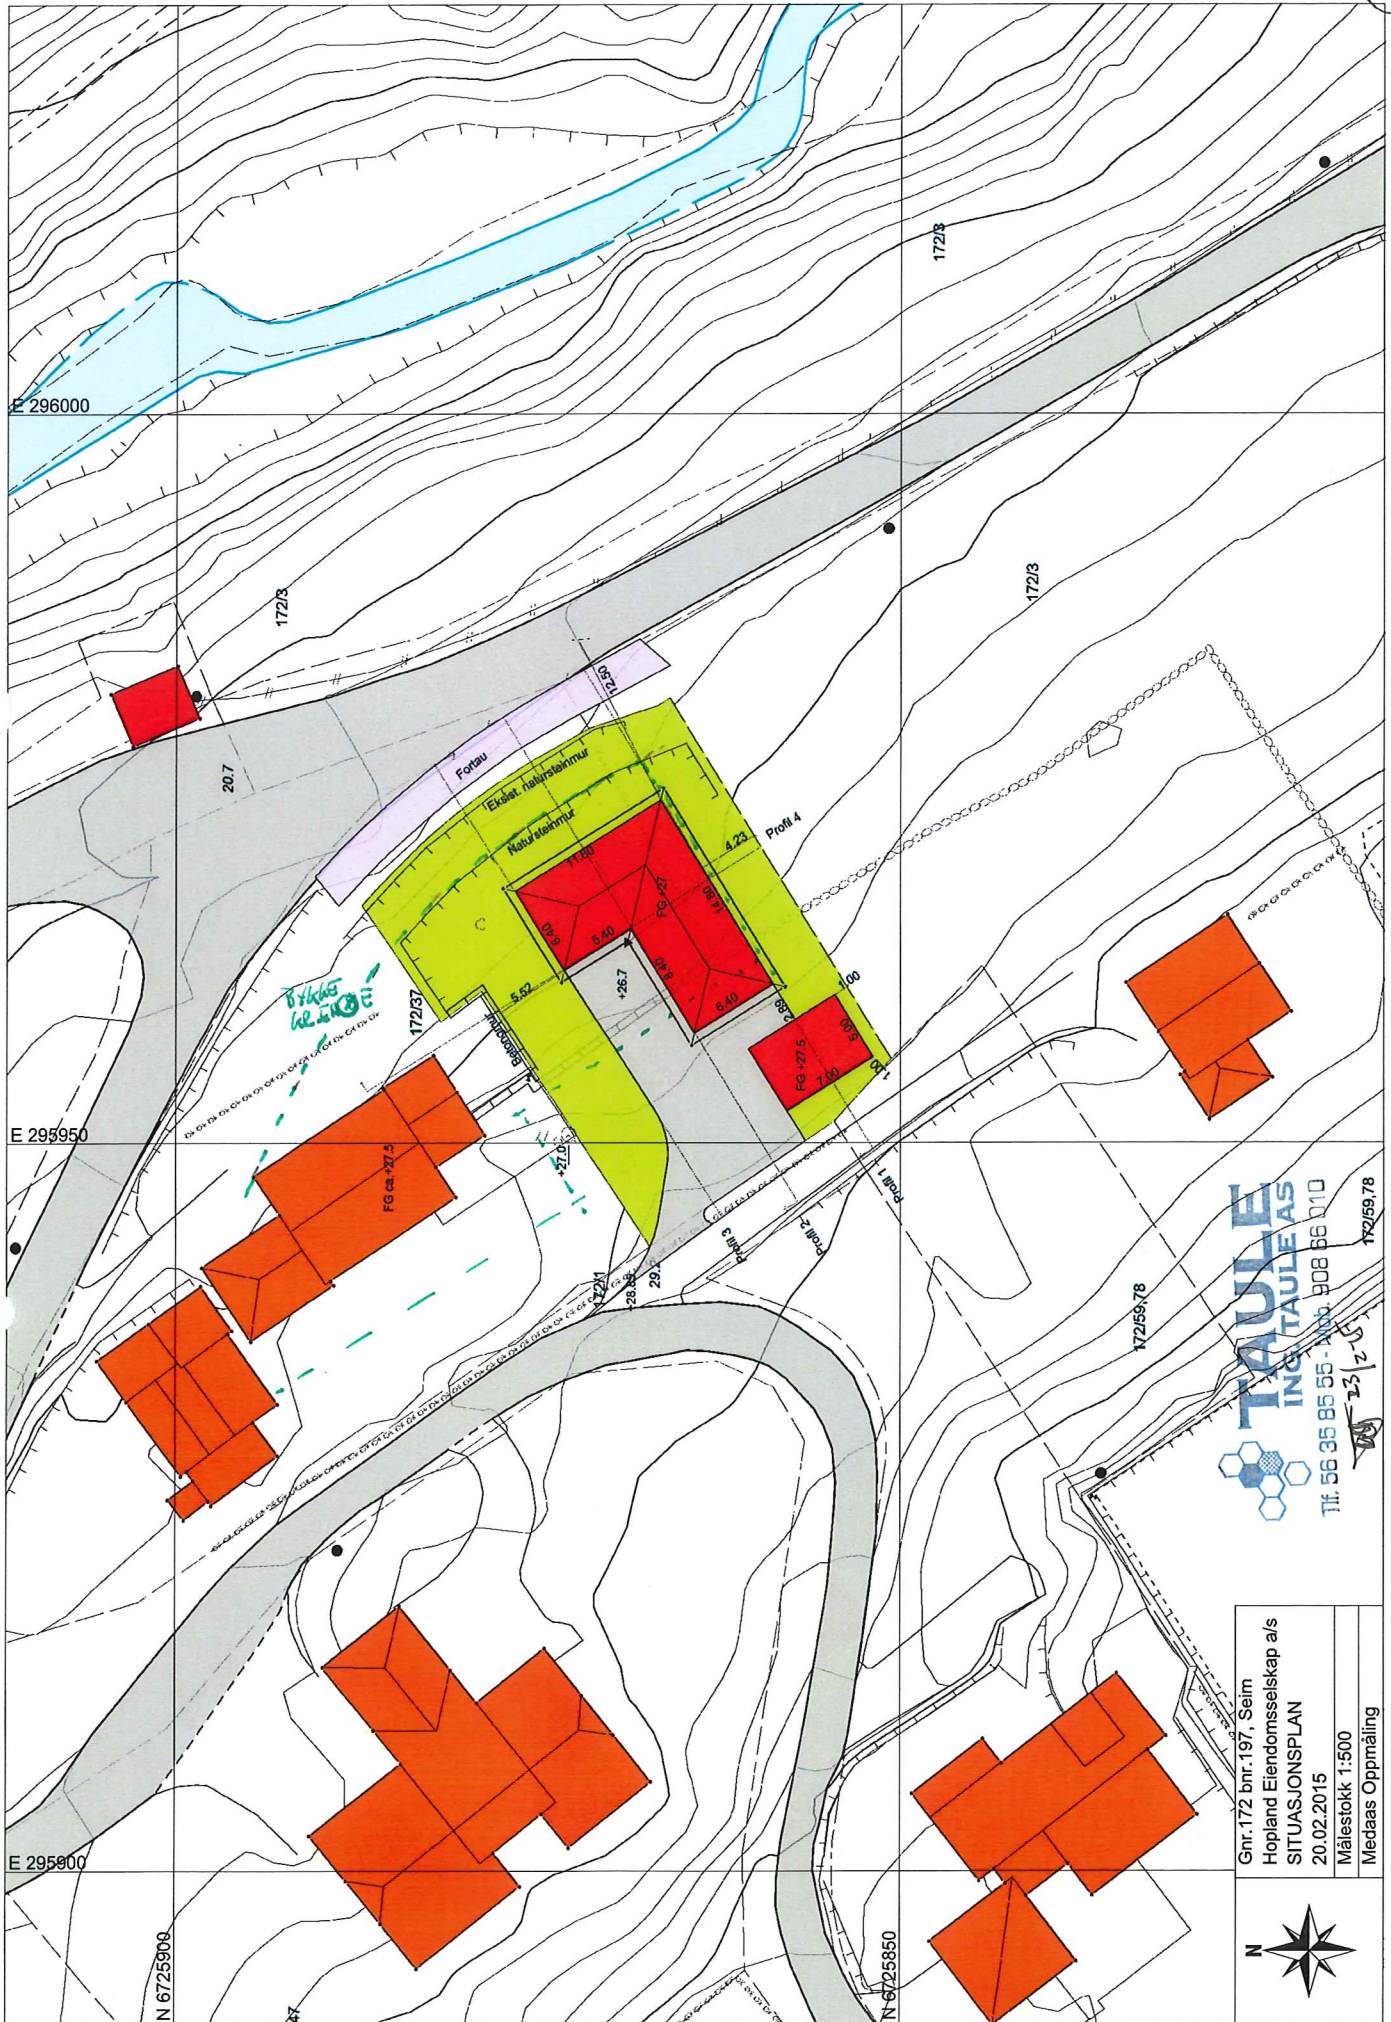 E 296000
E 295950
E 295900
N 6725900
N 6725850
172/3
172/3
172/3
20.7
Fortau
12.50
Eksist. natursteinmur
Natursteinmur
11.80
FG +27
14.80
4.23
Profil 4
6.40
5.40
8.40
6.40
+26.7
5.52
2.89
1.00
FG +27.5
5.00
7.00
1.00
172/37
Betongmur
+27.0
FG ca.+27.5
Profil 1
Profil 2
Profil 3
29.2
172/59,78
172/59,78
47
TAULE
ING. TAULE AS
Tlf. 56 35 85 55 - Mob. 908 66 010
Gnr.172 bnr.197, Seim
Hopland Eiendomsselskap a/s
SITUASJONSPLAN
20.02.2015
Målestokk 1:500
Medaas Oppmåling
N